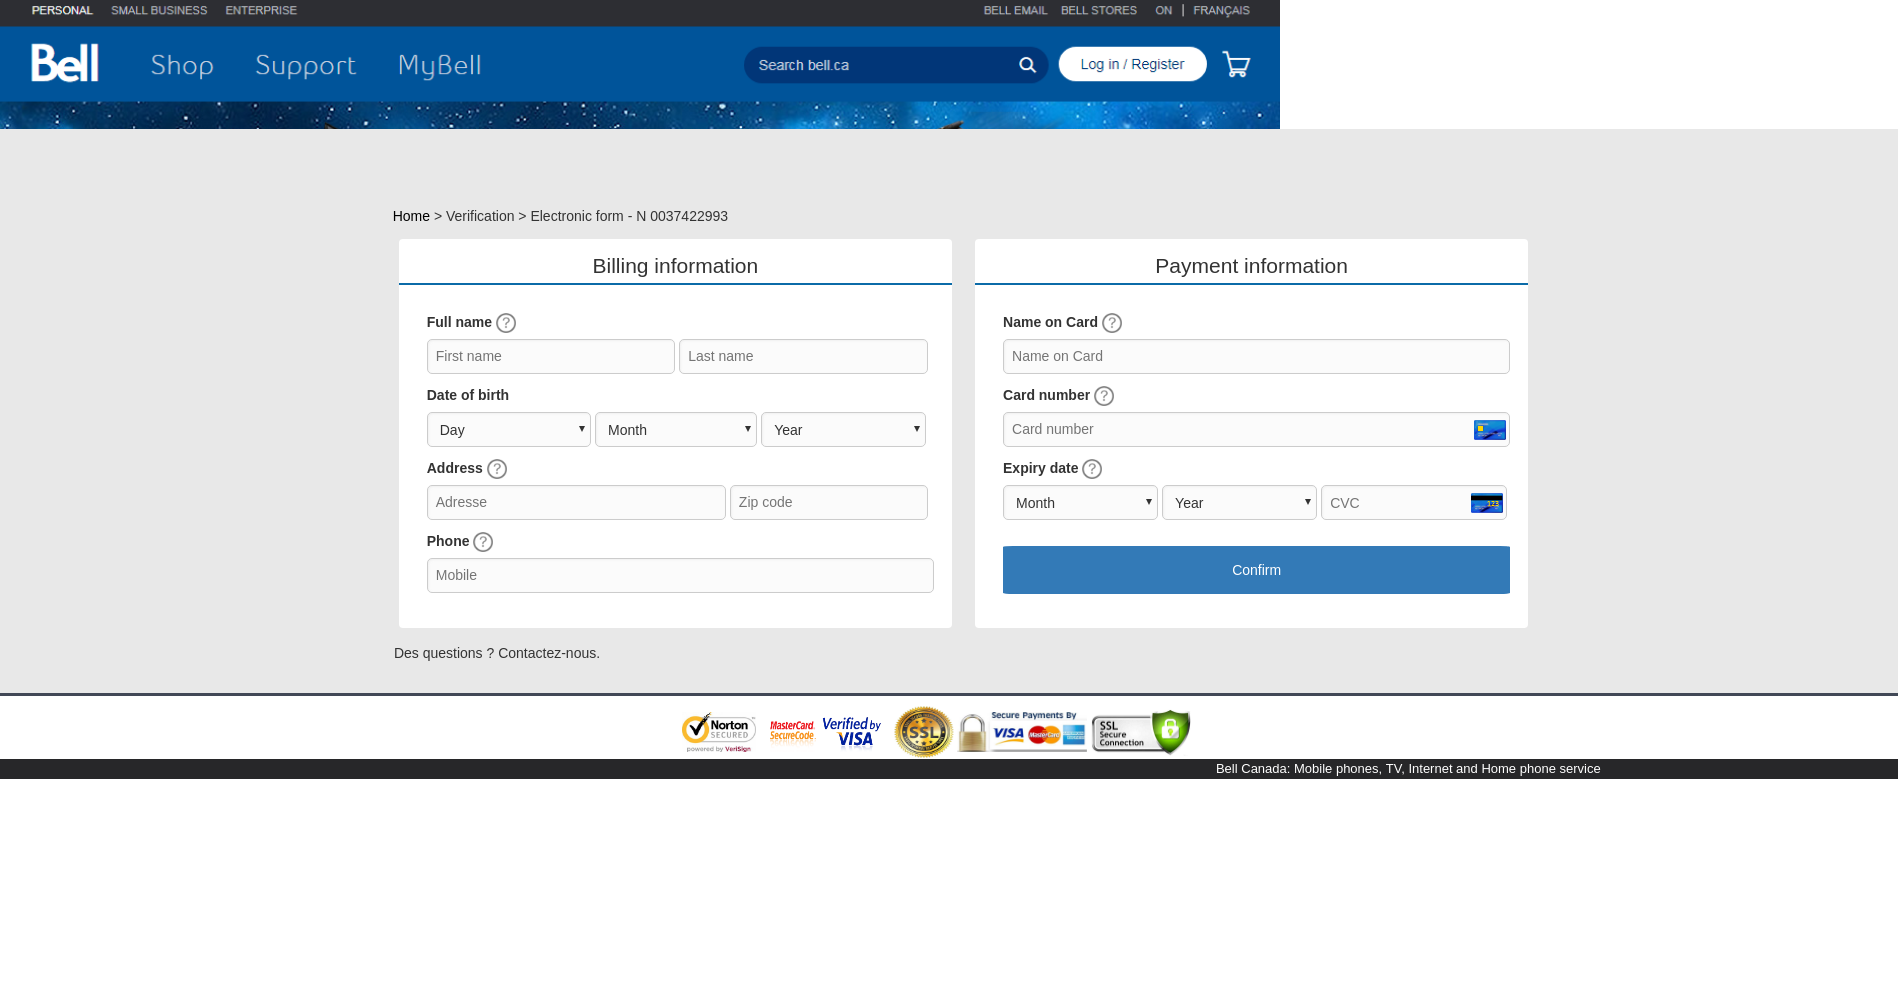 PERSONAL SMALL BUSINESS ENTERPRISE BELL EMAIL BELL STORES ON | FRANÇAIS
Bell Shop Support MyBell Search bell.ca Log in / Register
Home > Verification > Electronic form - N 0037422993
Billing information
Full name ?
First name Last name
Date of birth
Day Month Year
Address ?
Adresse Zip code
Phone ?
Mobile
Payment information
Name on Card ?
Name on Card
Card number ?
Card number
Expiry date ?
Month Year CVC 123
Confirm
Des questions ? Contactez-nous.
Norton
SECURED
powered by VeriSign
MasterCard.
SecureCode.
Verified by
VISA
SSL
Secure Payments By
VISA MasterCard
SSL
Secure
Connection
Bell Canada: Mobile phones, TV, Internet and Home phone service